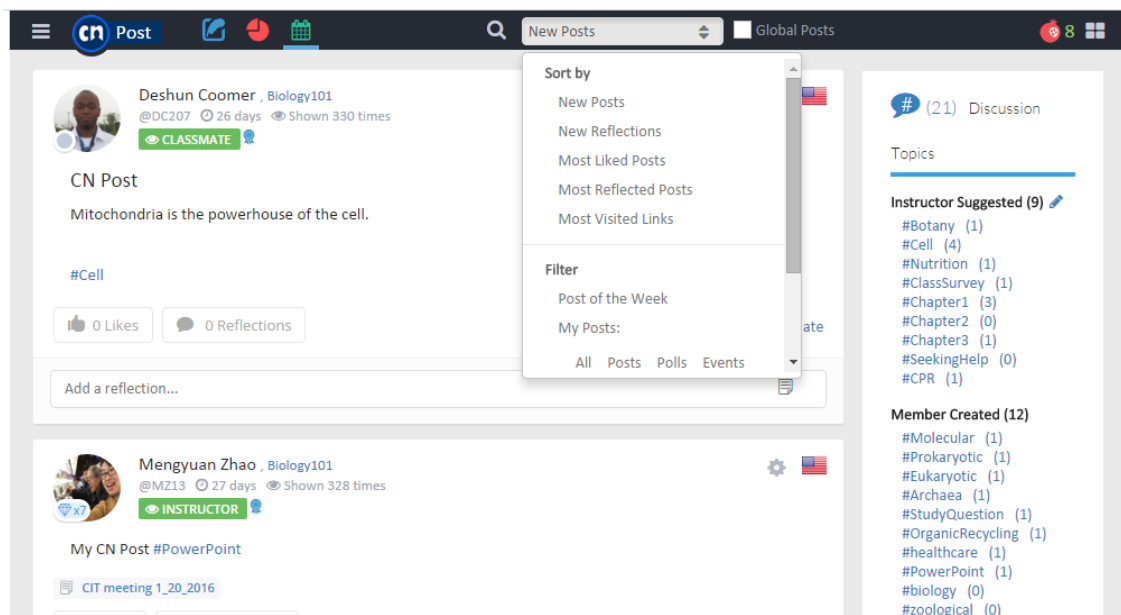 cn Post
New Posts
Global Posts
8
Sort by
New Posts
New Reflections
Most Liked Posts
Most Reflected Posts
Most Visited Links
Filter
Post of the Week
My Posts:
All Posts Polls Events
Deshun Coomer , Biology101
@DC207 26 days Shown 330 times
CLASSMATE
CN Post
Mitochondria is the powerhouse of the cell.
#Cell
0 Likes 0 Reflections
ate
Add a reflection...
Mengyuan Zhao , Biology101
@MZ13 27 days Shown 328 times
x7
INSTRUCTOR
My CN Post #PowerPoint
CIT meeting 1_20_2016
# (21) Discussion
Topics
Instructor Suggested (9)
#Botany (1)
#Cell (4)
#Nutrition (1)
#ClassSurvey (1)
#Chapter1 (3)
#Chapter2 (0)
#Chapter3 (1)
#SeekingHelp (0)
#CPR (1)
Member Created (12)
#Molecular (1)
#Prokaryotic (1)
#Eukaryotic (1)
#Archaea (1)
#StudyQuestion (1)
#OrganicRecycling (1)
#healthcare (1)
#PowerPoint (1)
#biology (0)
#zoological (0)